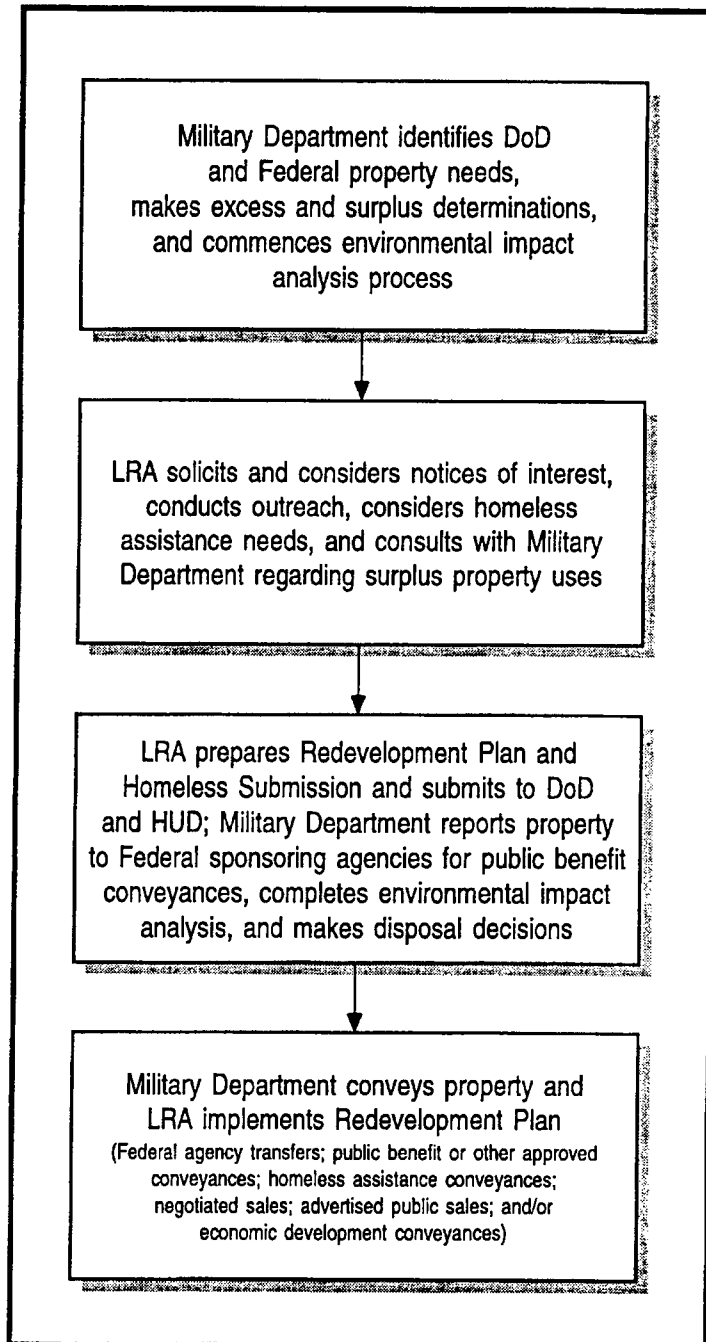 Military Department identifies DoD
and Federal property needs,
makes excess and surplus determinations,
and commences environmental impact
analysis process
LRA solicits and considers notices of interest,
conducts outreach, considers homeless
assistance needs, and consults with Military
Department regarding surplus property uses
LRA prepares Redevelopment Plan and
Homeless Submission and submits to DoD
and HUD; Military Department reports property
to Federal sponsoring agencies for public benefit
conveyances, completes environmental impact
analysis, and makes disposal decisions
Military Department conveys property and
LRA implements Redevelopment Plan
(Federal agency transfers; public benefit or other approved
conveyances; homeless assistance conveyances;
negotiated sales; advertised public sales; and/or
economic development conveyances)